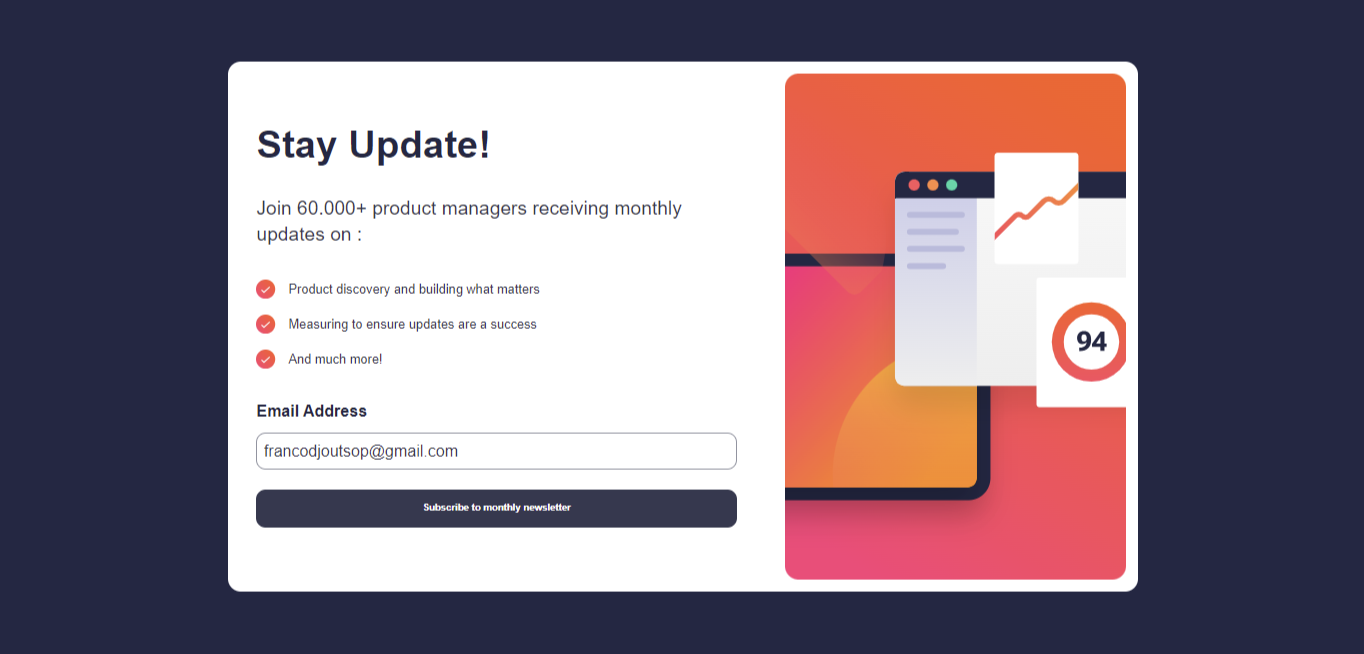 Stay Update!
Join 60.000+ product managers receiving monthly
updates on :
Product discovery and building what matters
Measuring to ensure updates are a success
And much more!
Email Address
francodjoutsop@gmail.com
Subscribe to monthly newsletter
94